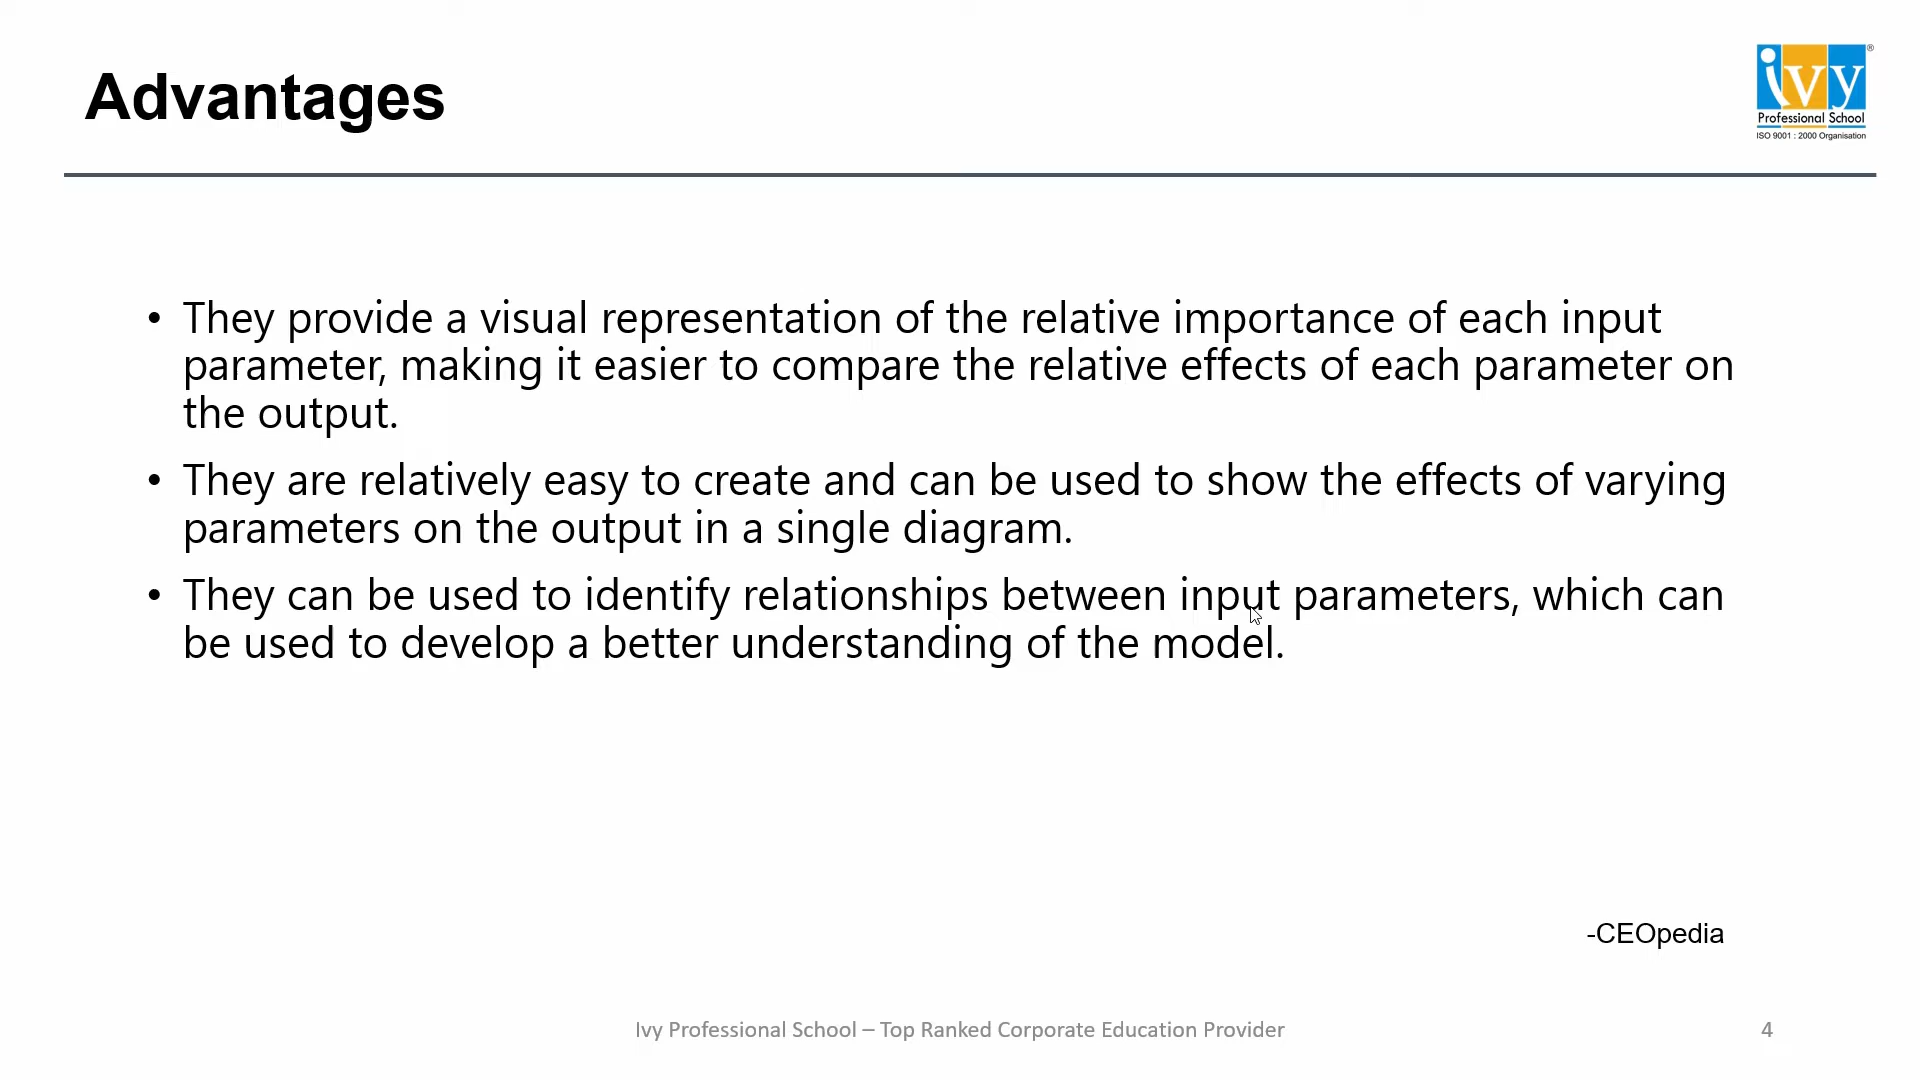 Advantages
ivy®
Professional School
ISO 9001 : 2000 Organisation
• They provide a visual representation of the relative importance of each input
parameter, making it easier to compare the relative effects of each parameter on
the output.
• They are relatively easy to create and can be used to show the effects of varying
parameters on the output in a single diagram.
• They can be used to identify relationships between input parameters, which can
be used to develop a better understanding of the model.
-CEOpedia
Ivy Professional School – Top Ranked Corporate Education Provider
4